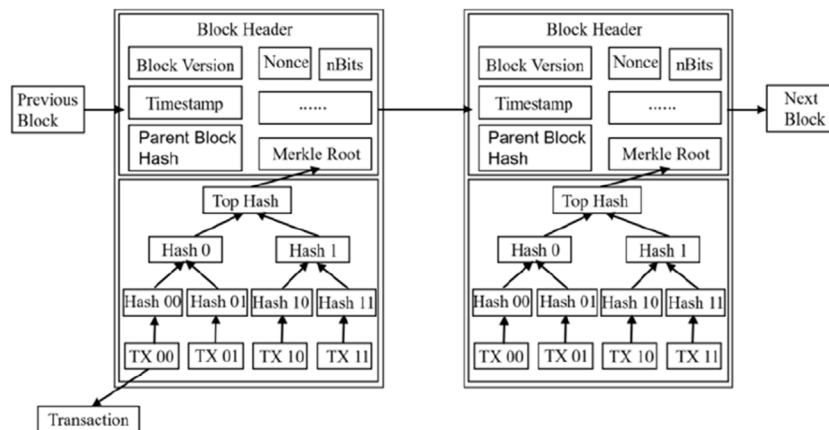 Block Header
Block Version
Nonce
nBits
Previous
Block
Timestamp
......
Parent Block
Hash
Merkle Root
Top Hash
Hash 0
Hash 1
Hash 00
Hash 01
Hash 10
Hash 11
TX 00
TX 01
TX 10
TX 11
Transaction
Block Header
Block Version
Nonce
nBits
Timestamp
......
Parent Block
Hash
Merkle Root
Top Hash
Hash 0
Hash 1
Hash 00
Hash 01
Hash 10
Hash 11
TX 00
TX 01
TX 10
TX 11
Next
Block